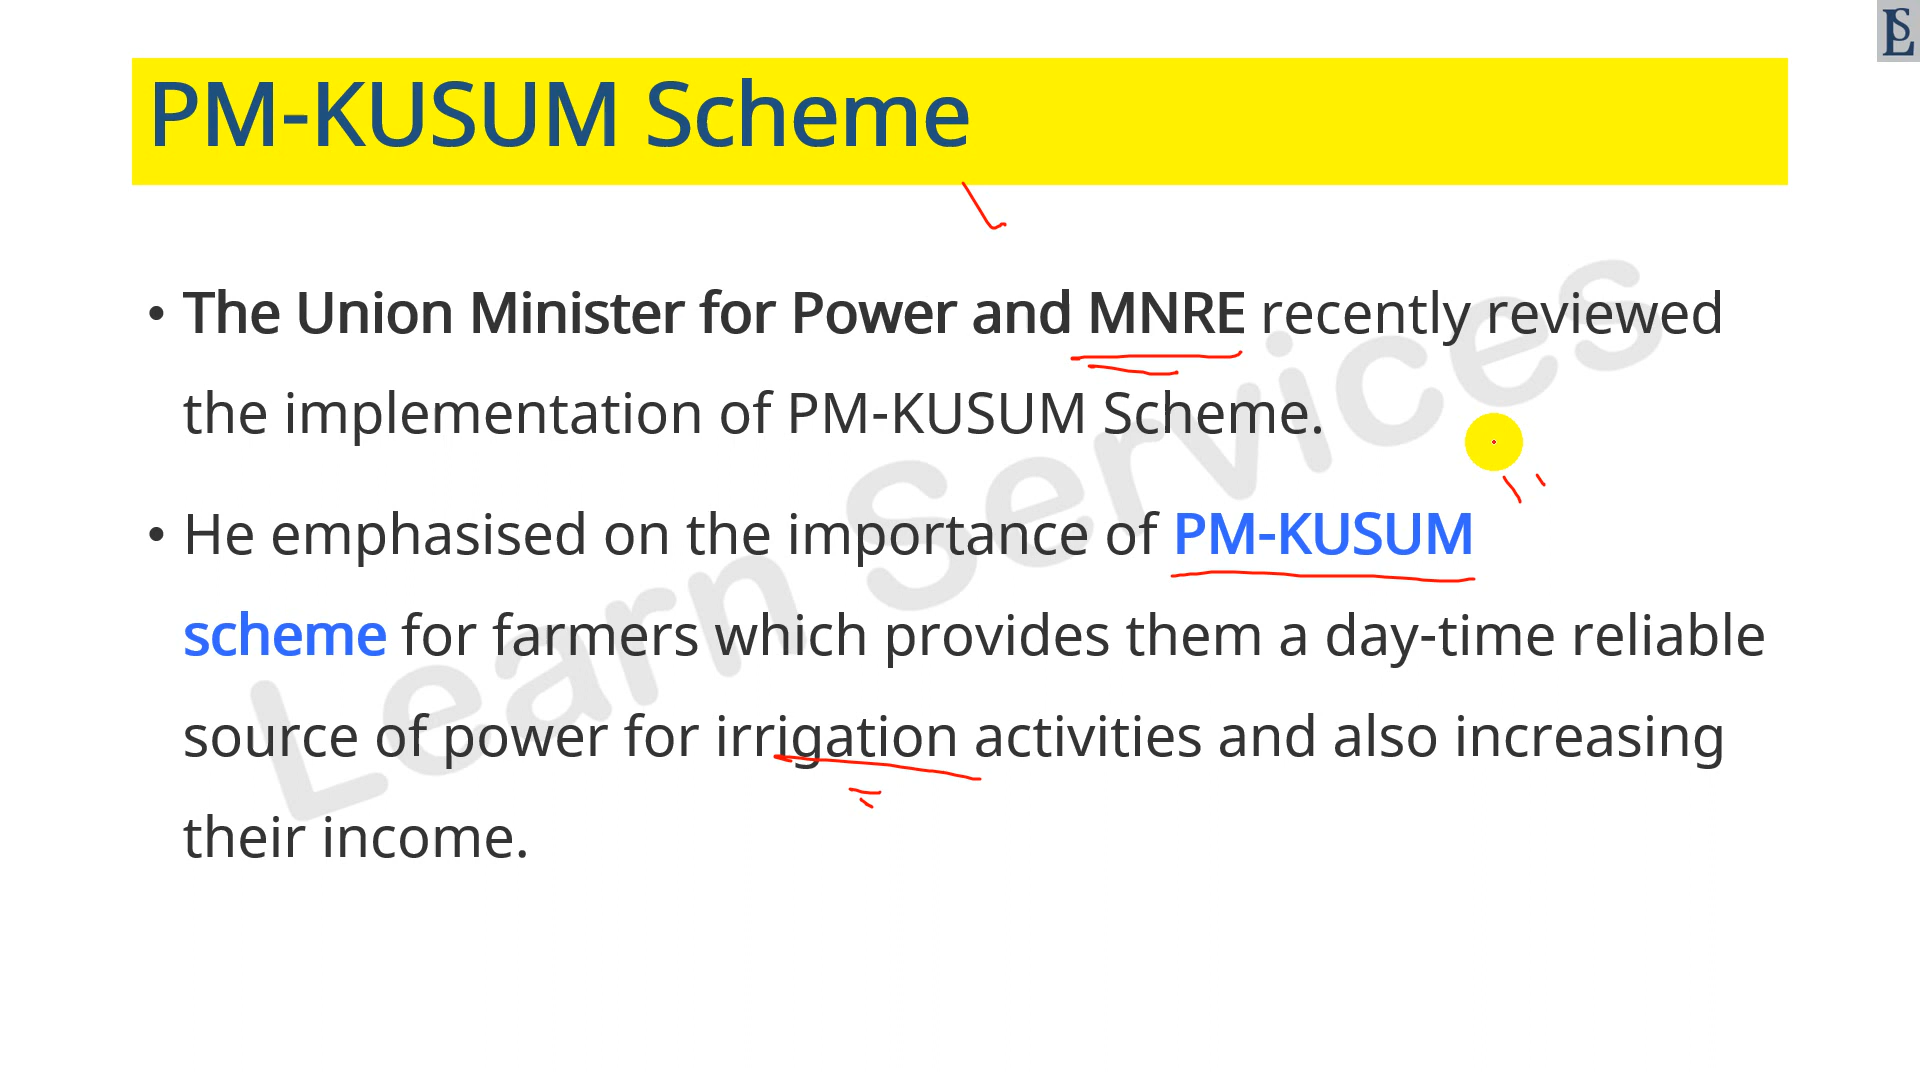 LS
PM-KUSUM Scheme
• The Union Minister for Power and MNRE recently reviewed
the implementation of PM-KUSUM Scheme.
• He emphasised on the importance of PM-KUSUM
scheme for farmers which provides them a day-time reliable
source of power for irrigation activities and also increasing
their income.
Learn Services